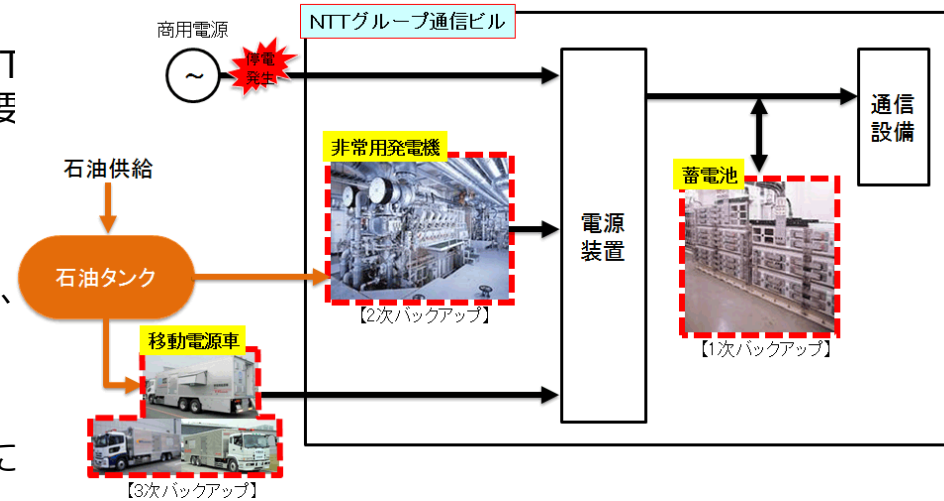 NTTグループ通信ビル
商用電源
~
停電
発生
T
要
通信
設備
非常用発電機
蓄電池
石油供給
電源
装置
石油タンク
、
【2次バックアップ】
移動電源車
【1次バックアップ】
に
【3次バックアップ】